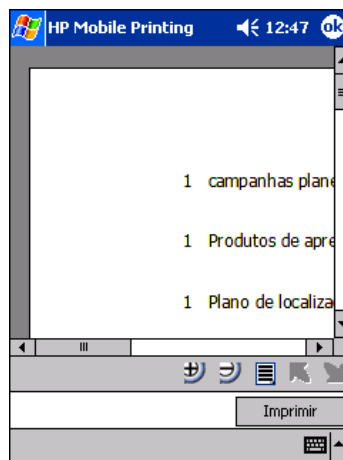 HP Mobile Printing 12:47 ok
1 campanhas plane
1 Produtos de apre
1 Plano de localiza
Imprimir